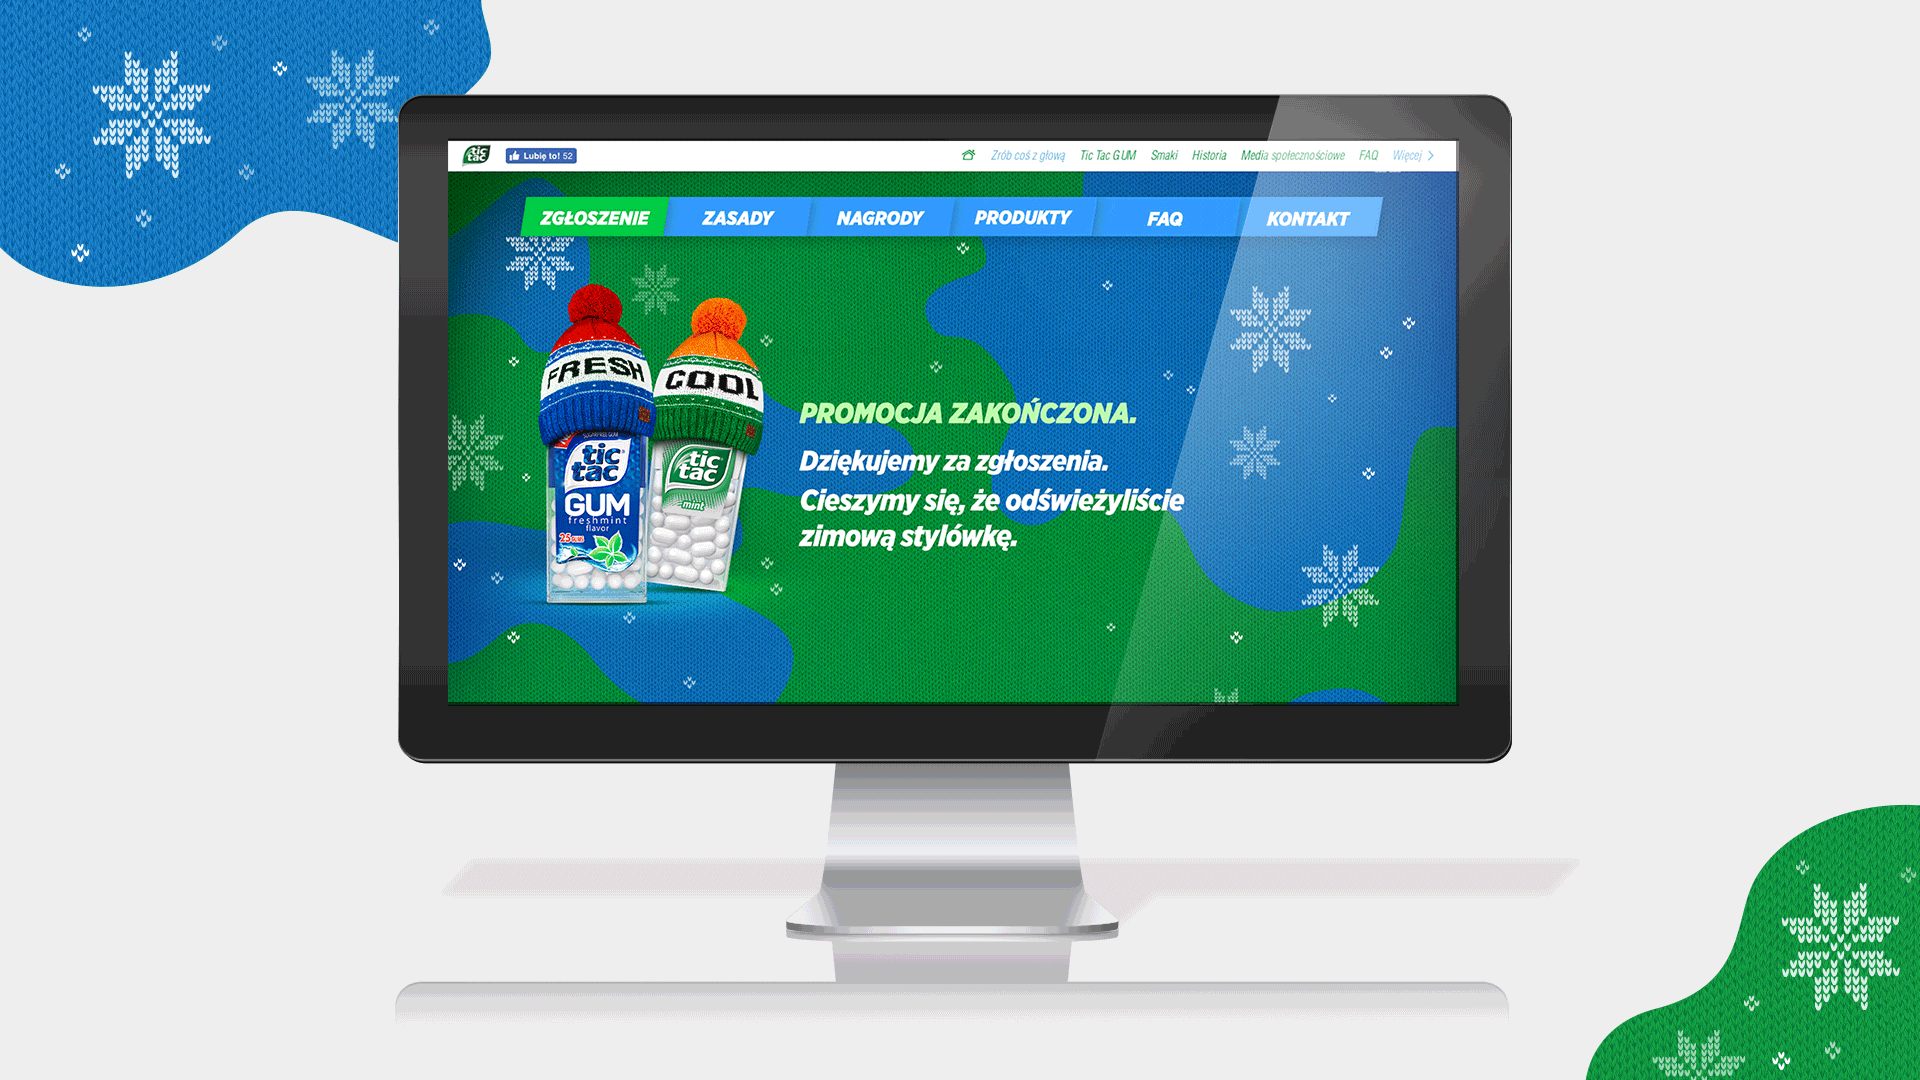 tic tac
Lubię to! 52
Zrób coś z głową Tic Tac GUM Smaki Historia Media społecznościowe FAQ Więcej
ZGŁOSZENIE ZASADY NAGRODY PRODUKTY FAQ KONTAKT
FRESH
COOL
tic
tac
GUM
freshmint
flavor
25
tic
tac
mint
PROMOCJA ZAKOŃCZONA.
Dziękujemy za zgłoszenia.
Cieszymy się, że odświeżyliście
zimową stylówkę.